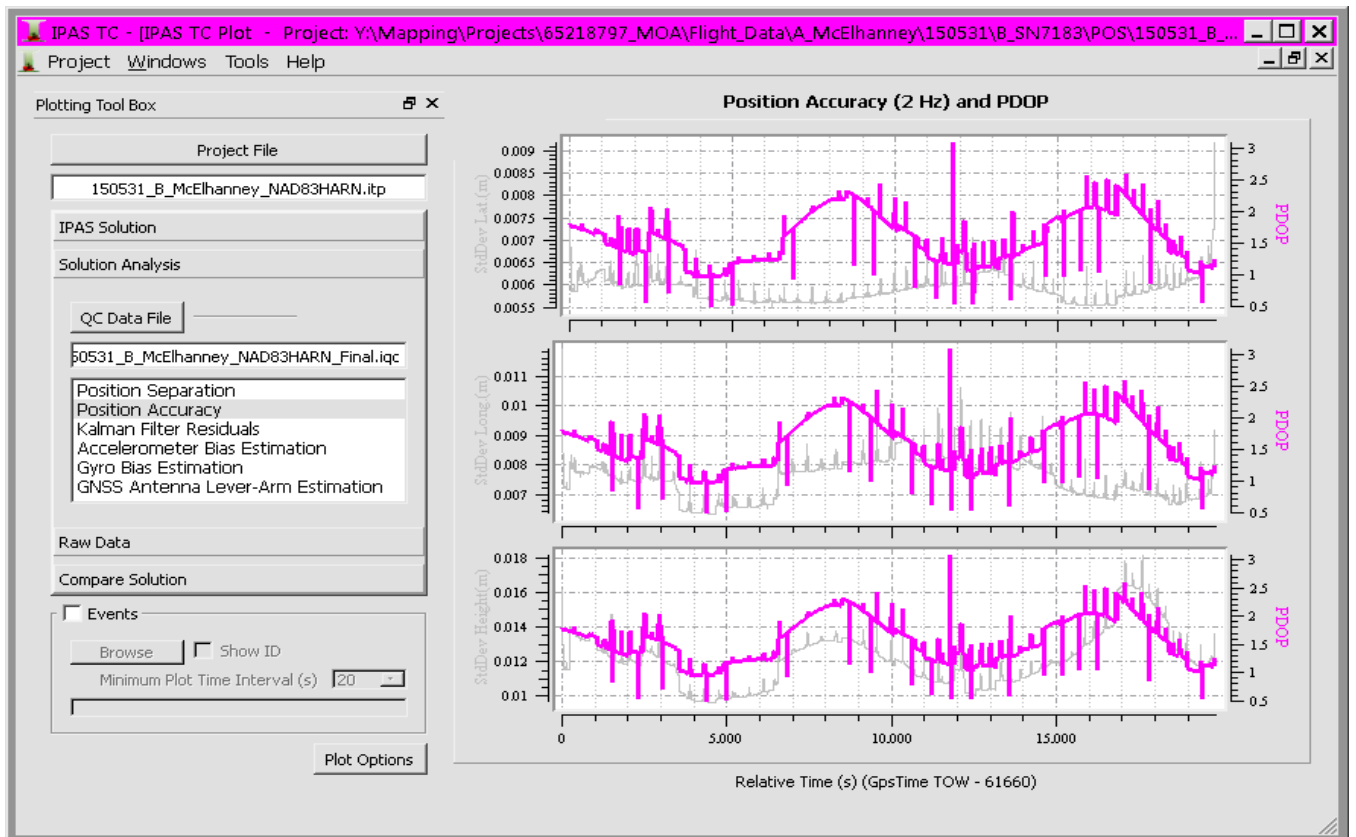 IPAS TC - [IPAS TC Plot - Project: Y:\Mapping\Projects\65218797_MOA\Flight_Data\A_McElhanney\150531\B_SN7183\POS\150531_B_...
Project Windows Tools Help
Plotting Tool Box
Project File
150531_B_McElhanney_NAD83HARN.itp
IPAS Solution
Solution Analysis
QC Data File
50531_B_McElhanney_NAD83HARN_Final.iqc
Position Separation
Position Accuracy
Kalman Filter Residuals
Accelerometer Bias Estimation
Gyro Bias Estimation
GNSS Antenna Lever-Arm Estimation
Raw Data
Compare Solution
Events
Browse
Show ID
Minimum Plot Time Interval (s) 20
Plot Options
Position Accuracy (2 Hz) and PDOP
StdDev Lat.(m)
0.009
0.0085
0.008
0.0075
0.007
0.0065
0.006
0.0055
3
2.5
2
1.5
1
0.5
PDOP
StdDev Long.(m)
0.011
0.01
0.009
0.008
0.007
3
2.5
2
1.5
1
0.5
PDOP
StdDev Height(m)
0.018
0.016
0.014
0.012
0.01
3
2.5
2
1.5
1
0.5
PDOP
0 5.000 10.000 15.000
Relative Time (s) (GpsTime TOW - 61660)